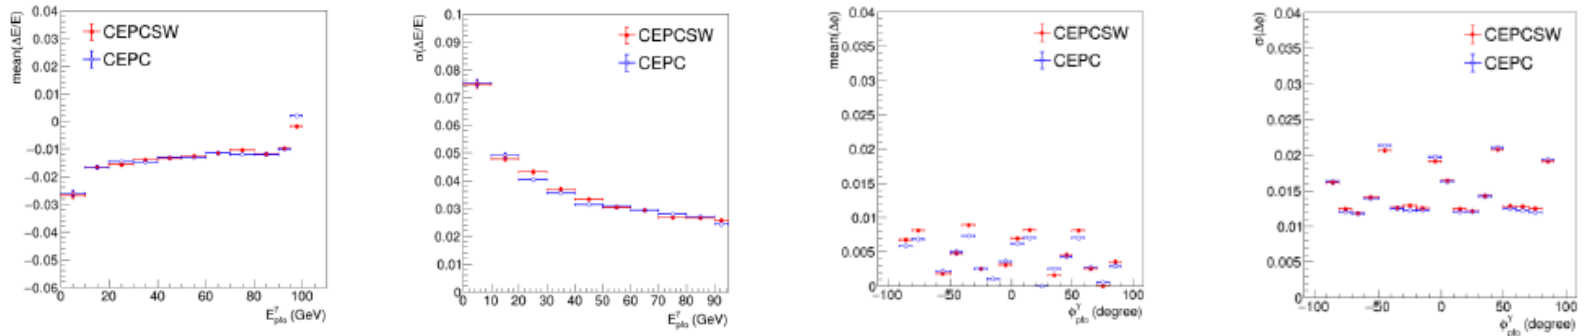 mean(ΔE/E)
0.04
0.03
0.02
0.01
0
−0.01
−0.02
−0.03
−0.04
−0.05
−0.06
0 20 40 60 80 100
E^γ_pfo (GeV)
CEPCSW
CEPC
σ(ΔE/E)
0.1
0.09
0.08
0.07
0.06
0.05
0.04
0.03
0.02
0.01
0
0 10 20 30 40 50 60 70 80 90
E^γ_pfo (GeV)
CEPCSW
CEPC
mean(Δϕ)
0.04
0.035
0.03
0.025
0.02
0.015
0.01
0.005
0
−100 −50 0 50 100
ϕ^γ_pfo (degree)
CEPCSW
CEPC
σ(Δϕ)
0.04
0.035
0.03
0.025
0.02
0.015
0.01
0.005
0
−100 −50 0 50 100
ϕ^γ_pfo (degree)
CEPCSW
CEPC